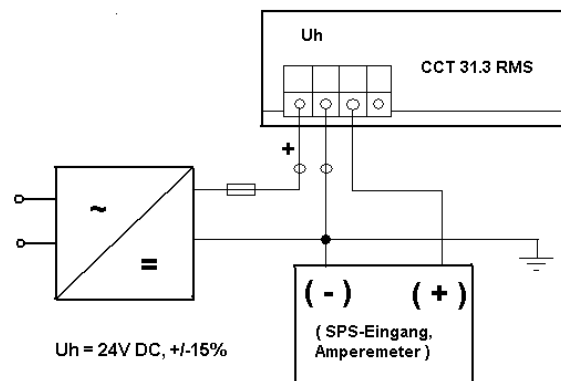 Uh
CCT 31.3 RMS
+
~
=
( - ) ( + )
( SPS-Eingang,
Amperemeter )
Uh = 24V DC, +/-15%